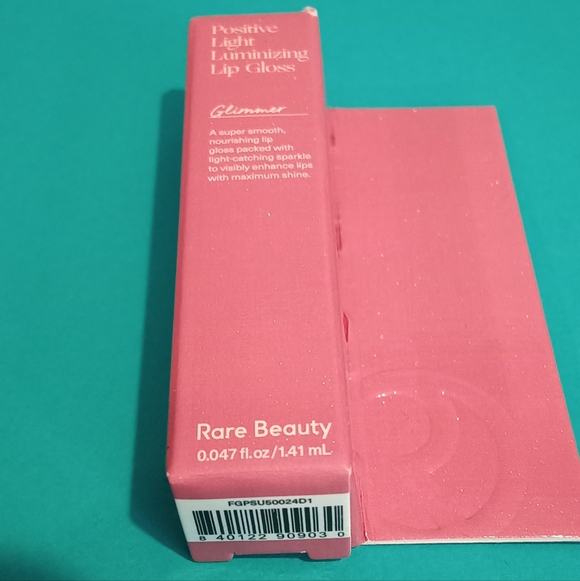 Positive
Light
Luminizing
Lip Gloss
Glimmer
A super smooth,
nourishing lip
gloss packed with
light-catching sparkle
to visibly enhance lips
with maximum shine.
Rare Beauty
0.047 fl.oz/1.41 mL
FGPSU50024D1
8 40122 90903 0